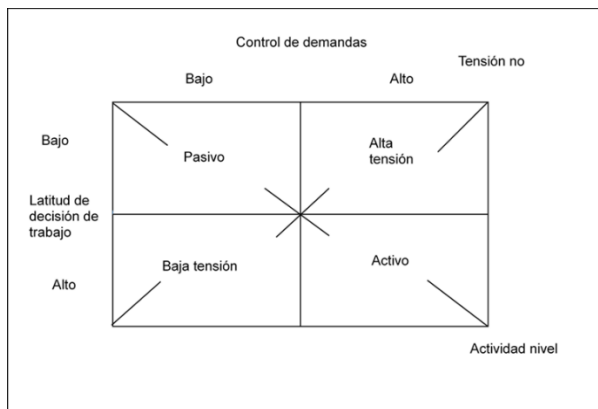 Control de demandas
Tensión no
Bajo
Alto
Bajo
Pasivo
Alta
tensión
Latitud de
decisión de
trabajo
Baja tensión
Activo
Alto
Actividad nivel